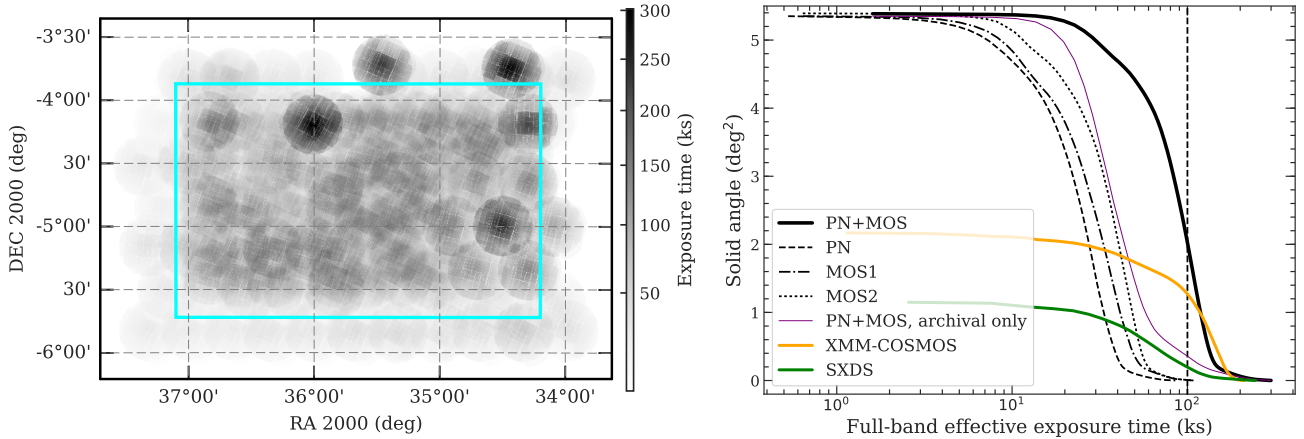 -3°30'
-4°00'
30'
-5°00'
30'
-6°00'
DEC 2000 (deg)
37°00' 36°00' 35°00' 34°00'
RA 2000 (deg)
300
250
200
150
100
50
Exposure time (ks)
5
4
3
2
1
0
Solid angle (deg²)
PN+MOS
PN
MOS1
MOS2
PN+MOS, archival only
XMM-COSMOS
SXDS
10⁰ 10¹ 10²
Full-band effective exposure time (ks)